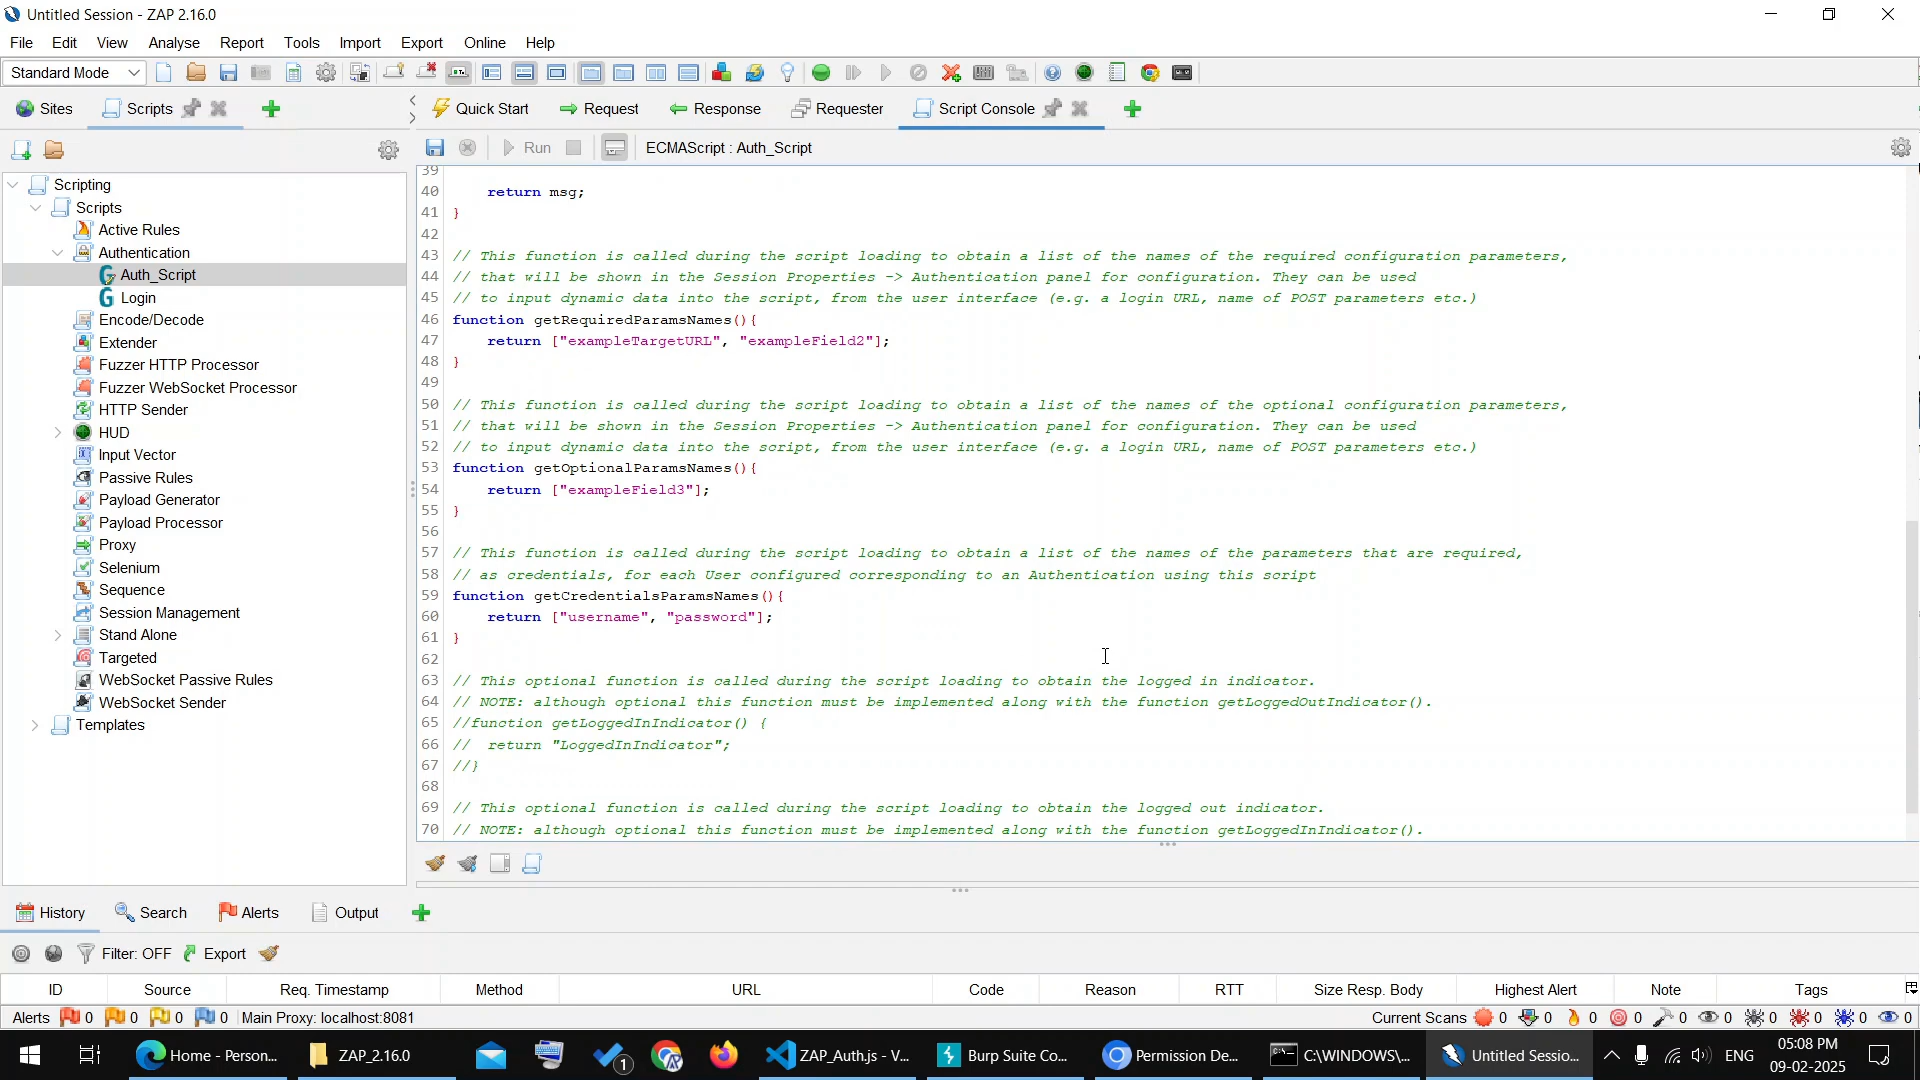 Untitled Session - ZAP 2.16.0
File Edit View Analyse Report Tools Import Export Online Help
Standard Mode
Sites Scripts Quick Start Request Response Requester Script Console
Run ECMAScript : Auth_Script
Scripting
Scripts
Active Rules
Authentication
Auth_Script
Login
Encode/Decode
Extender
Fuzzer HTTP Processor
Fuzzer WebSocket Processor
HTTP Sender
HUD
Input Vector
Passive Rules
Payload Generator
Payload Processor
Proxy
Selenium
Sequence
Session Management
Stand Alone
Targeted
WebSocket Passive Rules
WebSocket Sender
Templates
39
40 return msg;
41 }
42
43 // This function is called during the script loading to obtain a list of the names of the required configuration parameters,
44 // that will be shown in the Session Properties -> Authentication panel for configuration. They can be used
45 // to input dynamic data into the script, from the user interface (e.g. a login URL, name of POST parameters etc.)
46 function getRequiredParamsNames(){
47 return ["exampleTargetURL", "exampleField2"];
48 }
49
50 // This function is called during the script loading to obtain a list of the names of the optional configuration parameters,
51 // that will be shown in the Session Properties -> Authentication panel for configuration. They can be used
52 // to input dynamic data into the script, from the user interface (e.g. a login URL, name of POST parameters etc.)
53 function getOptionalParamsNames(){
54 return ["exampleField3"];
55 }
56
57 // This function is called during the script loading to obtain a list of the names of the parameters that are required,
58 // as credentials, for each User configured corresponding to an Authentication using this script
59 function getCredentialsParamsNames(){
60 return ["username", "password"];
61 }
62
63 // This optional function is called during the script loading to obtain the logged in indicator.
64 // NOTE: although optional this function must be implemented along with the function getLoggedOutIndicator().
65 //function getLoggedInIndicator() {
66 // return "LoggedInIndicator";
67 //}
68
69 // This optional function is called during the script loading to obtain the logged out indicator.
70 // NOTE: although optional this function must be implemented along with the function getLoggedInIndicator().
History Search Alerts Output
Filter: OFF Export
ID Source Req. Timestamp Method URL Code Reason RTT Size Resp. Body Highest Alert Note Tags
Alerts 0 0 0 0 Main Proxy: localhost:8081 Current Scans 0 0 0 0 0 0 0 0 0 0
Home - Person... ZAP_2.16.0 1 ZAP_Auth.js - V... Burp Suite Co... Permission De... C:\WINDOWS\... Untitled Sessio... ENG 05:08 PM
09-02-2025